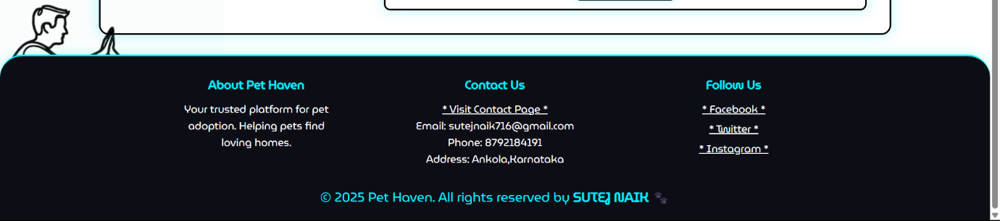 About Pet Haven
Your trusted platform for pet
adoption. Helping pets find
loving homes.
Contact Us
* Visit Contact Page *
Email: sutejnaik716@gmail.com
Phone: 8792184191
Address: Ankola,Karnataka
Follow Us
* Facebook *
* Twitter *
* Instagram *
© 2025 Pet Haven. All rights reserved by SUTEJ NAIK 🐾